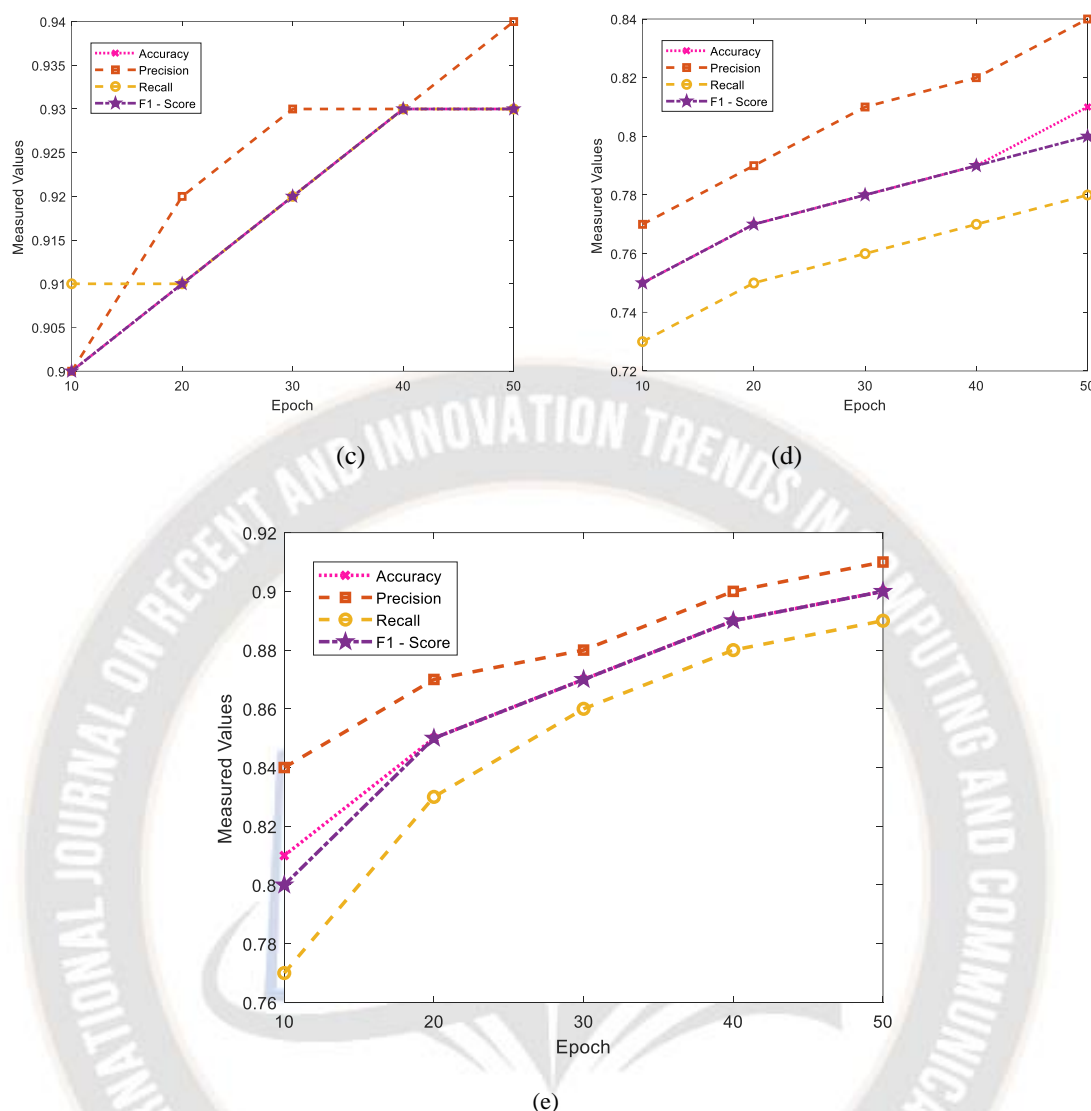 0.94
0.935
0.93
0.925
0.92
0.915
0.91
0.905
0.9
Measured Values
Accuracy
Precision
Recall
F1 - Score
10 20 30 40 50
Epoch
(c)
0.84
0.82
0.8
0.78
0.76
0.74
0.72
Measured Values
Accuracy
Precision
Recall
F1 - Score
10 20 30 40 50
Epoch
(d)
0.92
0.9
0.88
0.86
0.84
0.82
0.8
0.78
0.76
Measured Values
Accuracy
Precision
Recall
F1 - Score
10 20 30 40 50
Epoch
(e)
NATIONAL JOURNAL ON RECENT AND INNOVATION TRENDS IN COMPUTING AND COMMUNICA